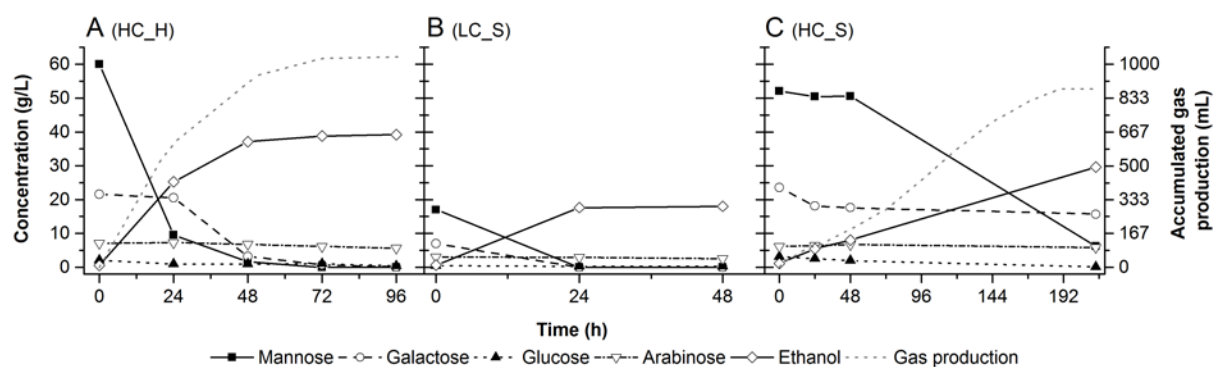 A (HC_H)
B (LC_S)
C (HC_S)
Concentration (g/L)
60
50
40
30
20
10
0
1000
833
667
500
333
167
0
Accumulated gas
production (mL)
0 24 48 72 96
0 24 48
0 48 96 144 192
Time (h)
Mannose Galactose Glucose Arabinose Ethanol Gas production